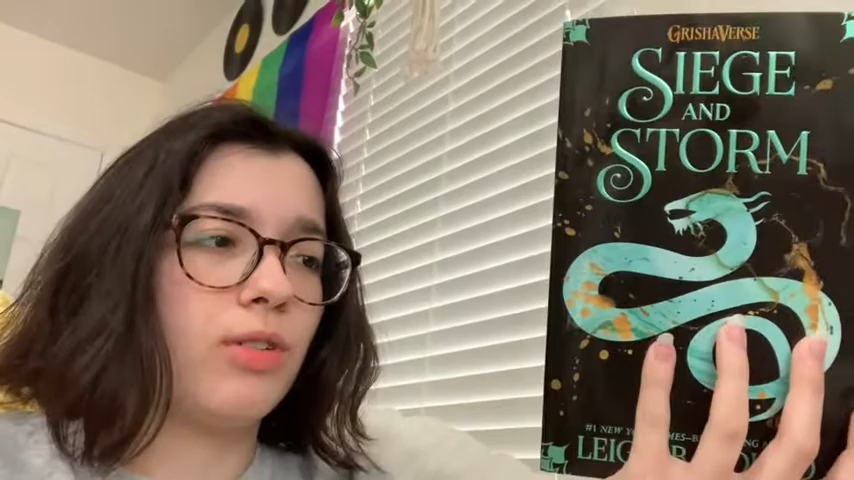 GRISHAVERSE
SIEGE
AND
STORM
#1 NEW
LEIG